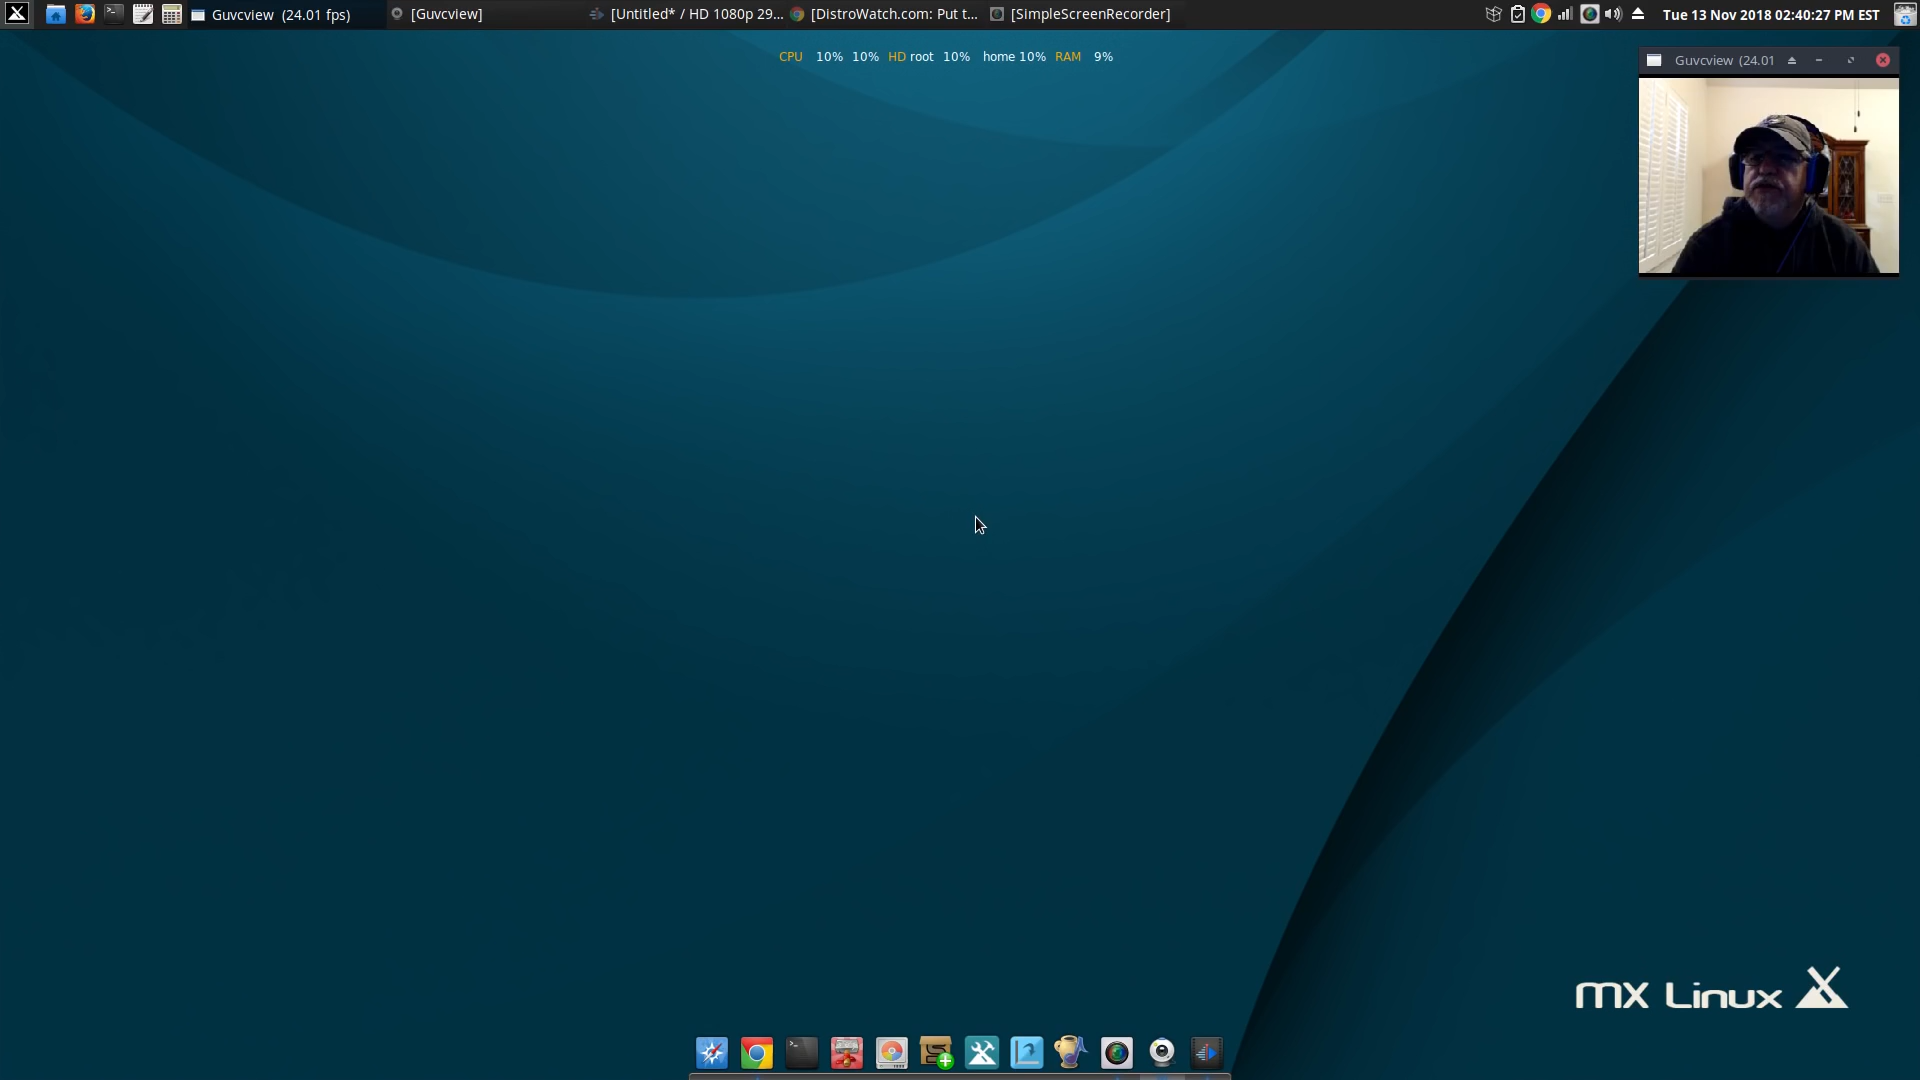 Guvcview (24.01 fps) [Guvcview] [Untitled* / HD 1080p 29... [DistroWatch.com: Put t... [SimpleScreenRecorder] Tue 13 Nov 2018 02:40:27 PM EST
CPU 10% 10% HD root 10% home 10% RAM 9%
Guvcview (24.01
MX Linux